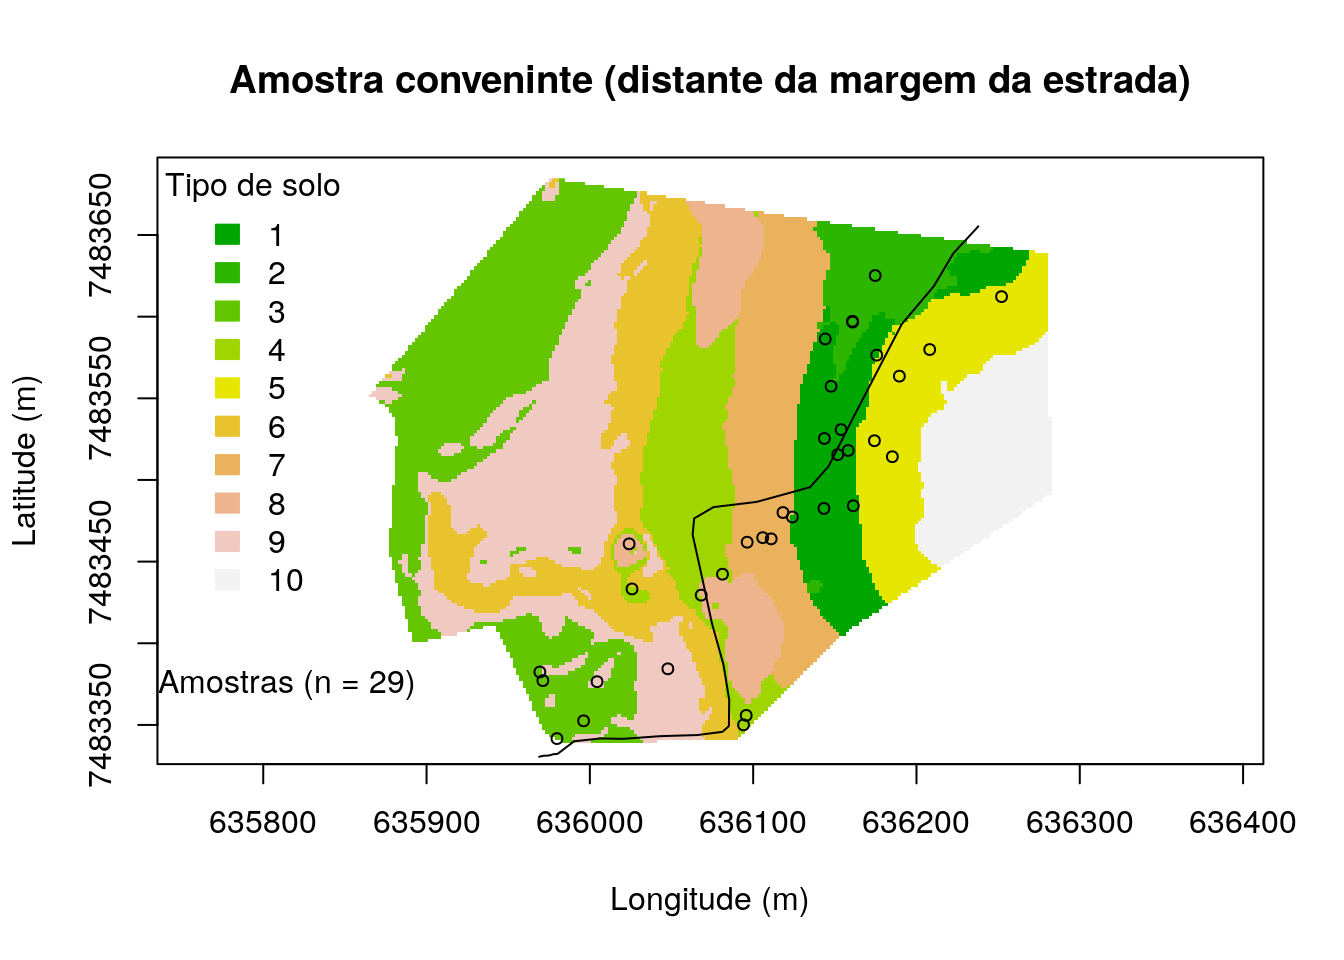 Amostra conveninte (distante da margem da estrada)
Tipo de solo
1
2
3
4
5
6
7
8
9
10
Amostras (n = 29)
Latitude (m)
7483650
7483550
7483450
7483350
635800 635900 636000 636100 636200 636300 636400
Longitude (m)